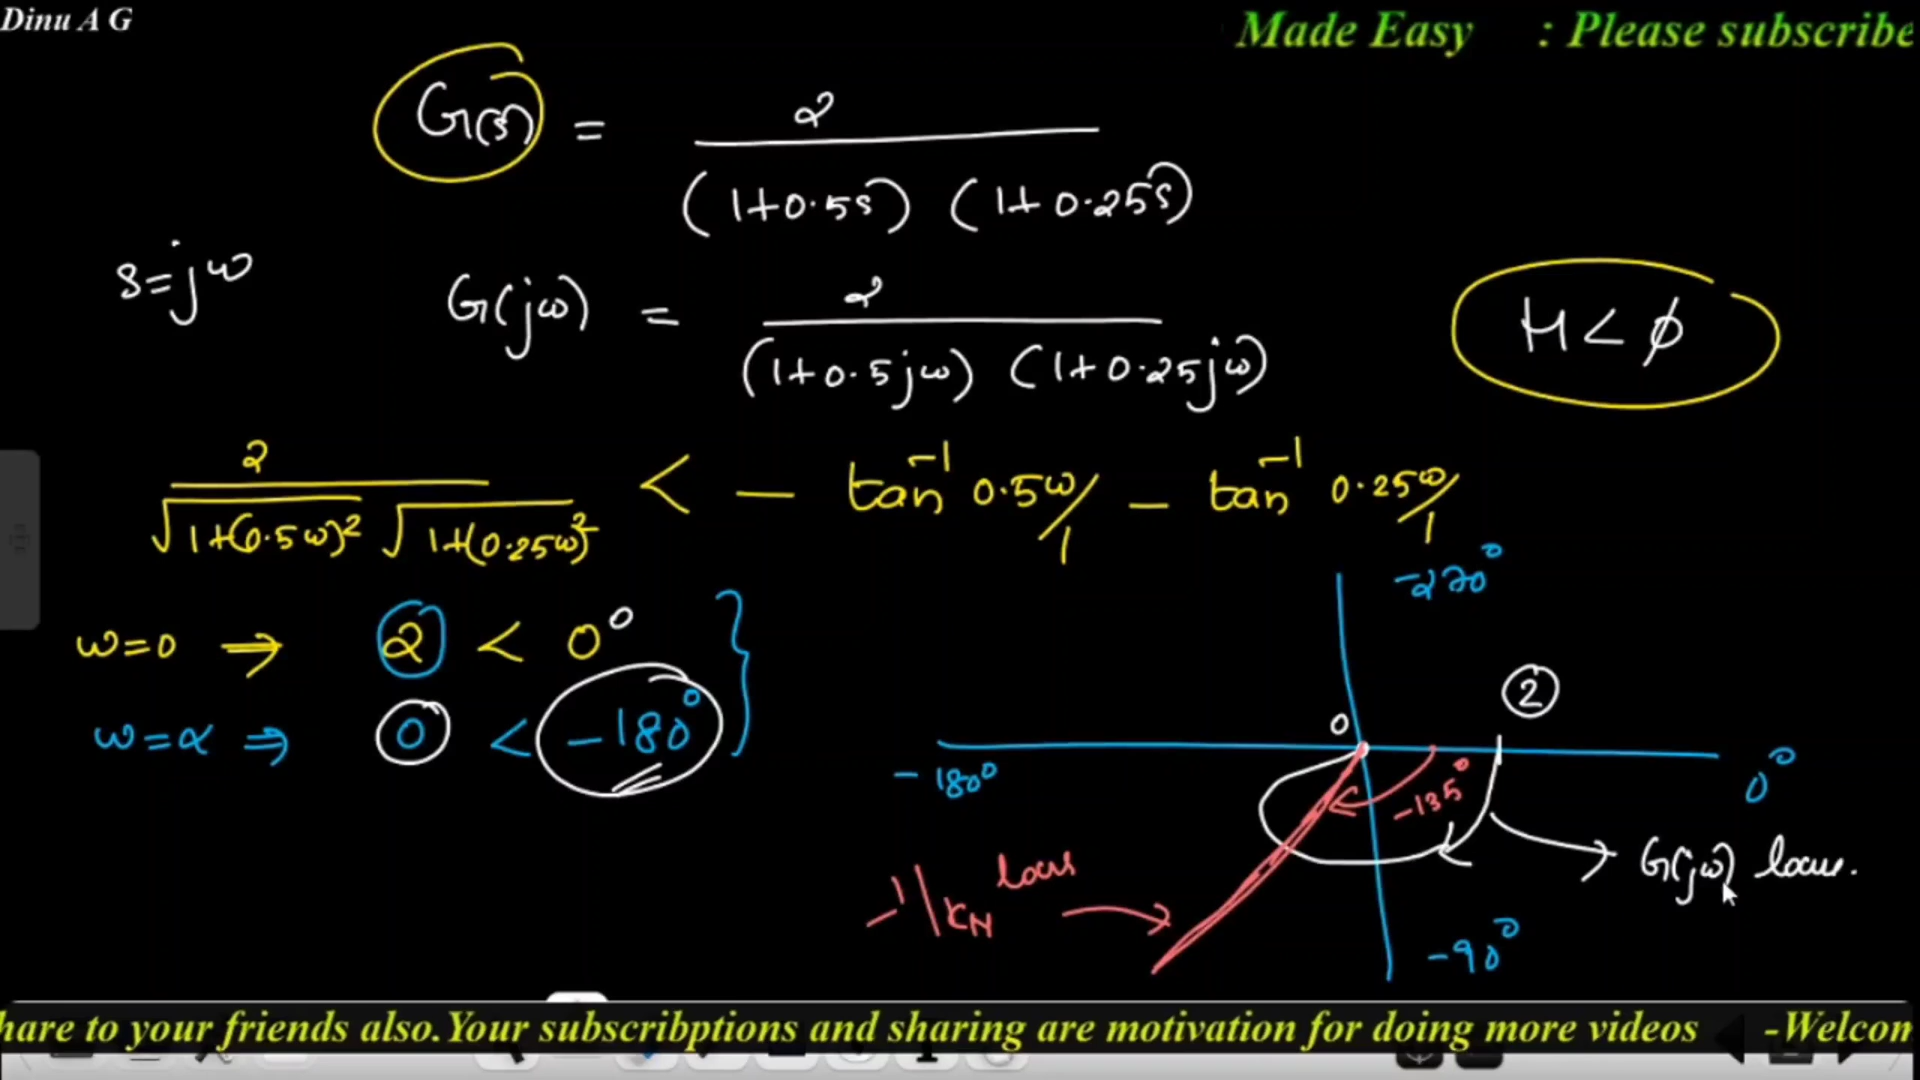 Dinu A G
Made Easy : Please subscribe
G(s) = 2 / (1+0.5s) (1+0.25s)
s=jω
G(jω) = 2 / (1+0.5jω) (1+0.25jω)
M < φ
2 / √1+(0.5ω)² √1+(0.25ω)² < - tan⁻¹ 0.5ω/1 - tan⁻¹ 0.25ω/1
-270°
ω=0 ⇒ 2 < 0°
ω=α ⇒ 0 < -180°
0
2
-180°
0°
-135°
G(jω) locus.
-1/KN locus
-90°
hare to your friends also.Your subscribptions and sharing are motivation for doing more videos -Welcom